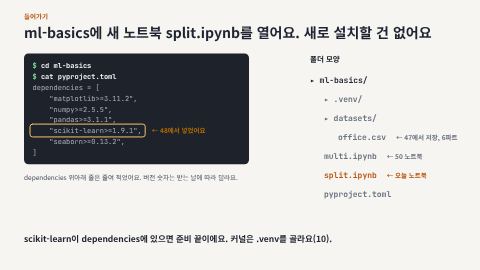 들어가기
ml-basics에 새 노트북 split.ipynb를 열어요. 새로 설치할 건 없어요
$ cd ml-basics
$ cat pyproject.toml
dependencies = [
"matplotlib>=3.11.2",
"numpy>=2.5.5",
"pandas>=3.1.1",
"scikit-learn>=1.9.1", ← 48에서 넣었어요
"seaborn>=0.13.2",
]
dependencies 위아래 줄은 줄여 적었어요. 버전 숫자는 받는 날에 따라 달라요.
폴더 모양
▸ ml-basics/
▸ .venv/
▸ datasets/
office.csv ← 47에서 저장, 6파트
multi.ipynb ← 50 노트북
split.ipynb ← 오늘 노트북
pyproject.toml
scikit-learn이 dependencies에 있으면 준비 끝이에요. 커널은 .venv를 골라요(10).